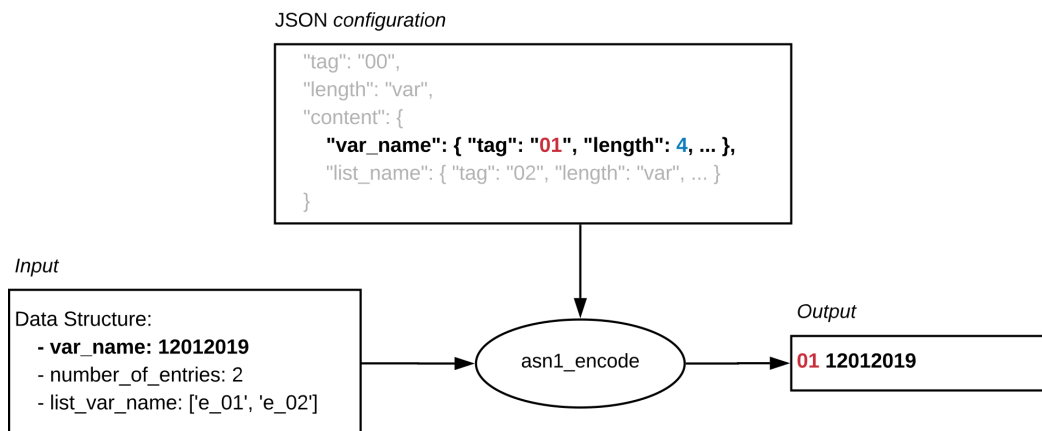 JSON configuration
"tag": "00",
"length": "var",
"content": {
"var_name": { "tag": "01", "length": 4, ... },
"list_name": { "tag": "02", "length": "var", ... }
}
Input
Data Structure:
- var_name: 12012019
- number_of_entries: 2
- list_var_name: ['e_01', 'e_02']
asn1_encode
Output
01 12012019